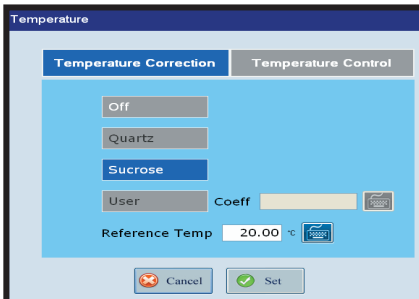 Temperature
Temperature Correction Temperature Control
Off
Quartz
Sucrose
User Coeff
Reference Temp 20.00 °C
Cancel Set